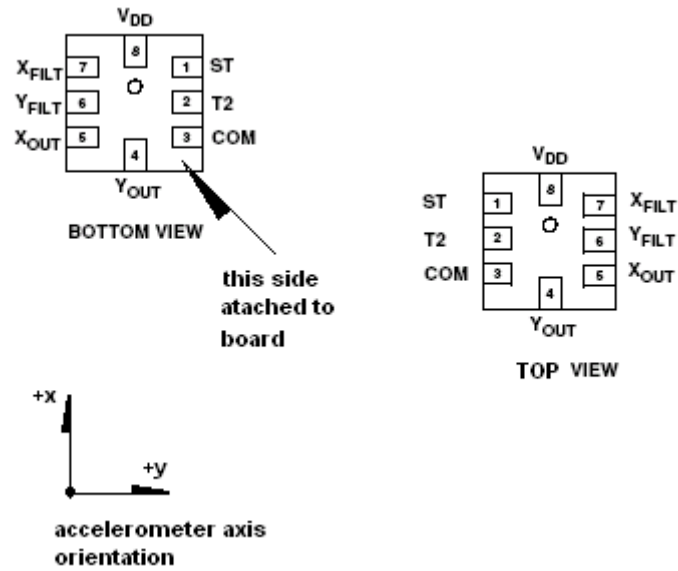 VDD
8
XFILT 7 1 ST
YFILT 6 2 T2
XOUT 5 3 COM
4
YOUT
BOTTOM VIEW
this side
atached to
board
VDD
8
ST 1 7 XFILT
T2 2 6 YFILT
COM 3 5 XOUT
4
YOUT
TOP VIEW
+x
+y
accelerometer axis
orientation